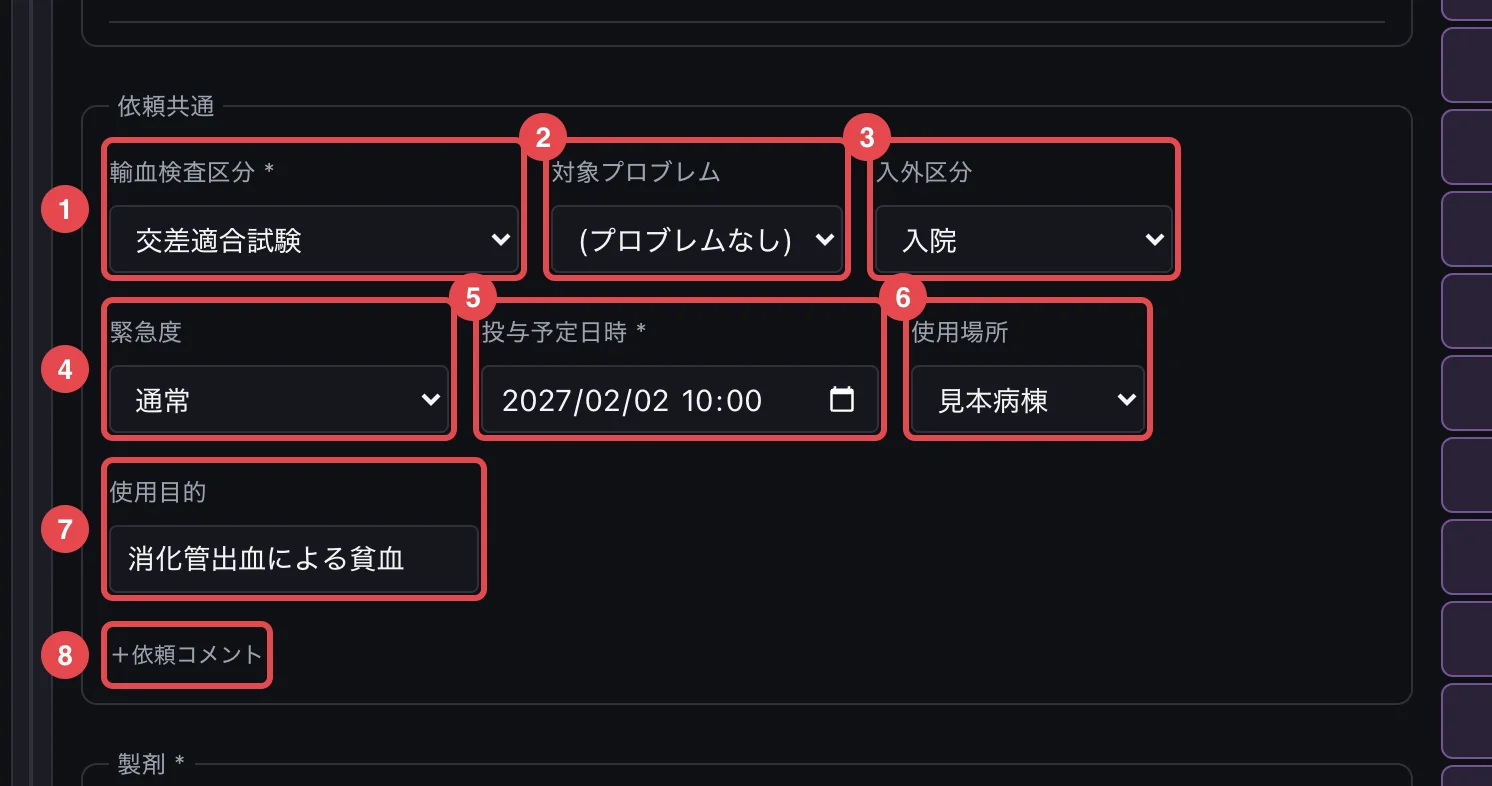 依頼共通
輸血検査区分 *
対象プロブレム
入外区分
1
2
3
交差適合試験
(プロブレムなし)
入院
緊急度
投与予定日時 *
使用場所
4
5
6
通常
2027/02/02 10:00
見本病棟
使用目的
7
消化管出血による貧血
8
+依頼コメント
製剤 *